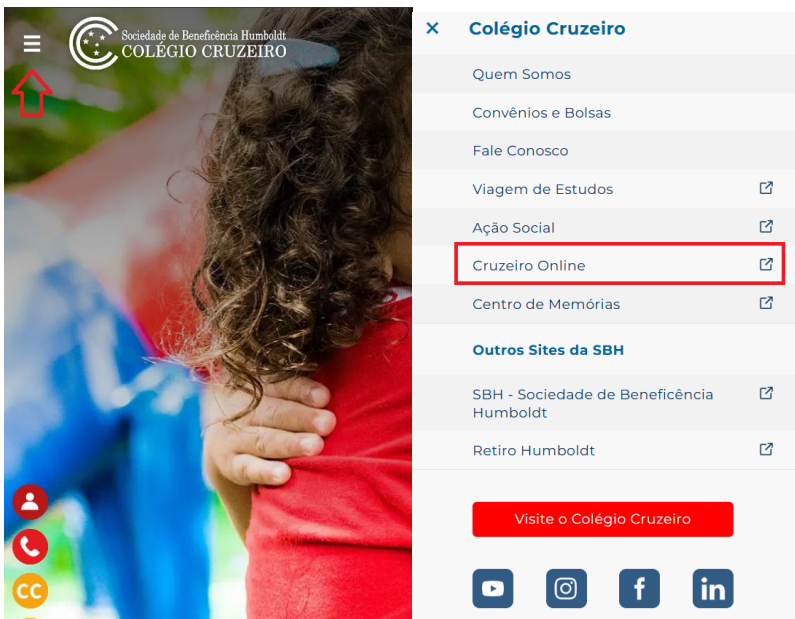 Sociedade de Beneficência Humboldt
COLÉGIO CRUZEIRO
CC
Colégio Cruzeiro
Quem Somos
Convênios e Bolsas
Fale Conosco
Viagem de Estudos
Ação Social
Cruzeiro Online
Centro de Memórias
Outros Sites da SBH
SBH - Sociedade de Beneficência
Humboldt
Retiro Humboldt
Visite o Colégio Cruzeiro